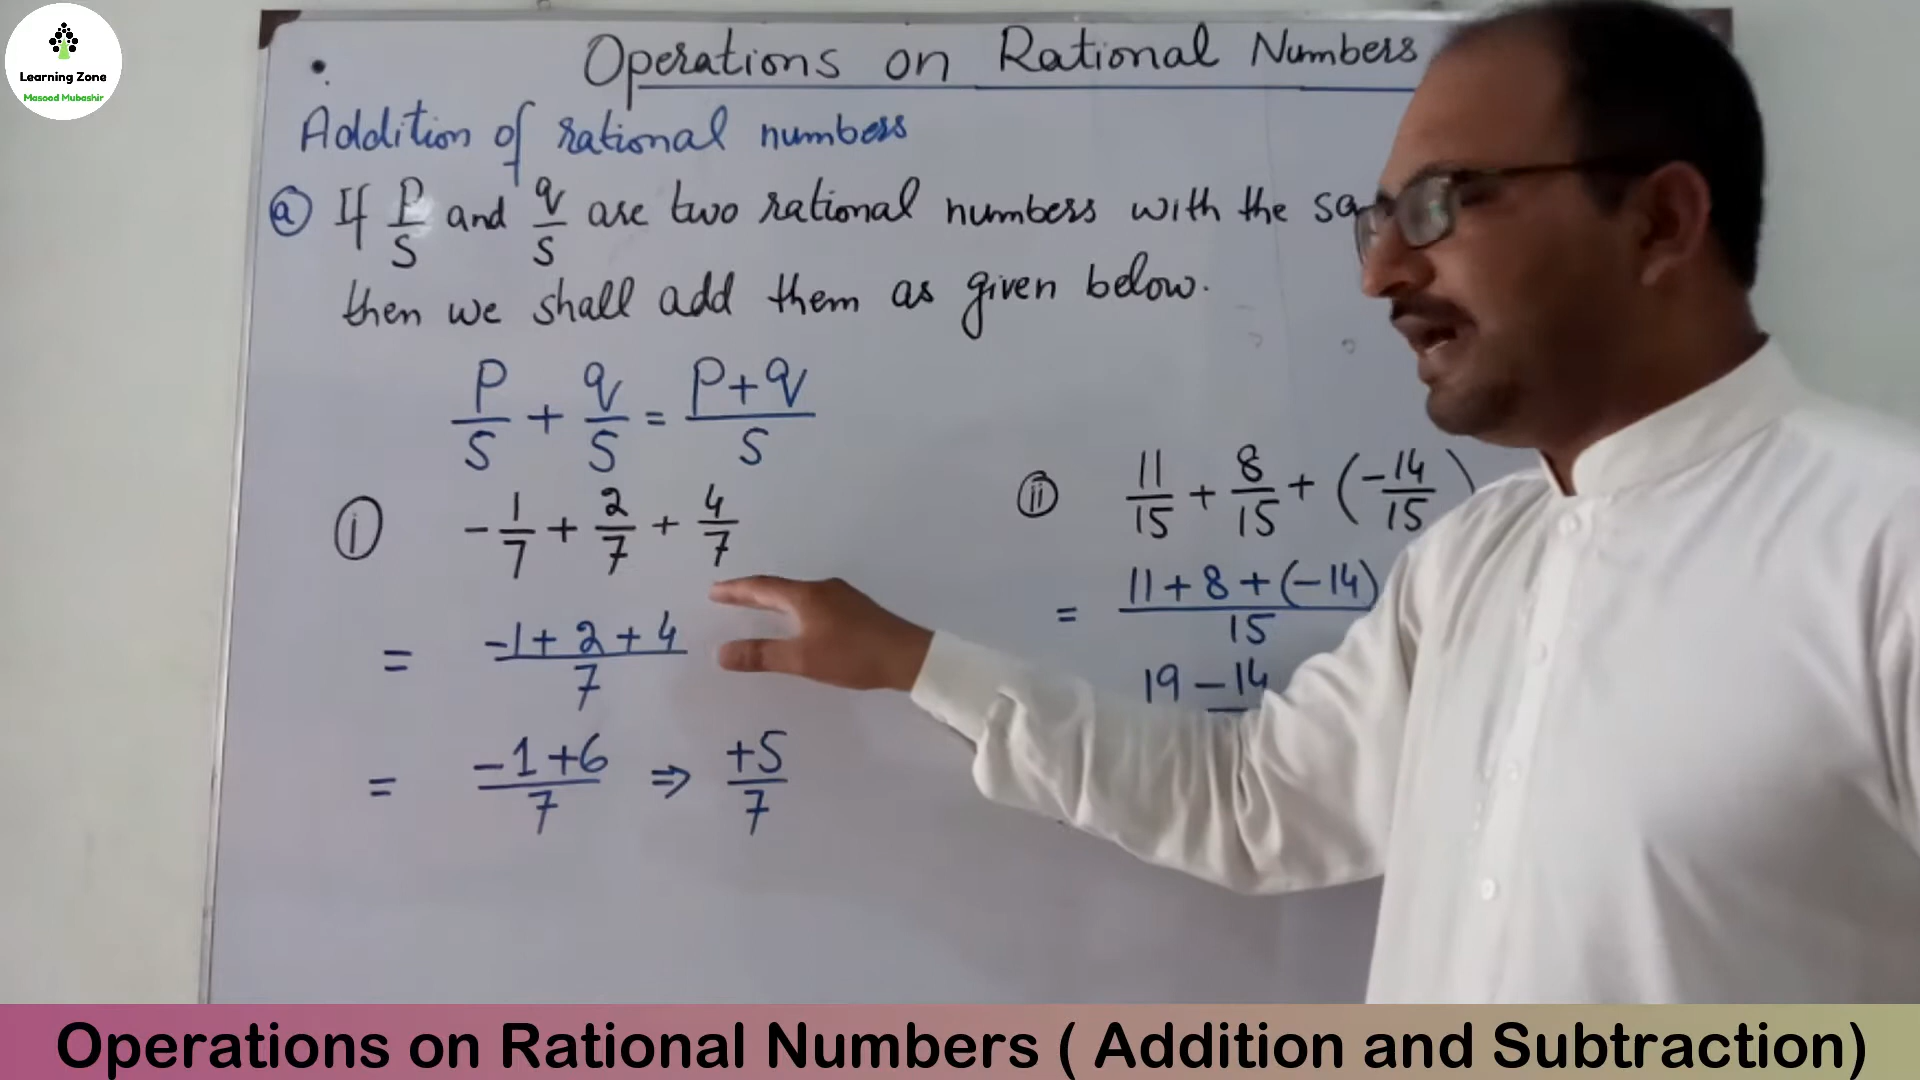 Learning Zone
Masood Mubashir
Operations on Rational Numbers
Addition of rational numbers
(a) If P/S and q/S are two rational numbers with the
then we shall add them as given below.
P/S + q/S = P+q/S
(i) -1/7 + 2/7 + 4/7
= -1+2+4/7
= -1+6/7 ⇒ +5/7
(ii) 11/15 + 8/15 + (-14/15)
= 11+8+(-14)/15
19-14
Operations on Rational Numbers ( Addition and Subtraction)